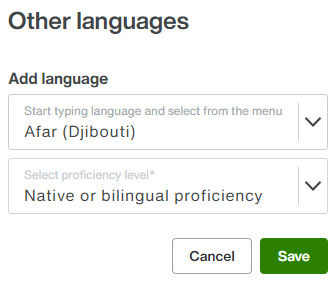 Other languages
Add language
Start typing language and select from the menu
Afar (Djibouti)
Select proficiency level*
Native or bilingual proficiency
Cancel
Save